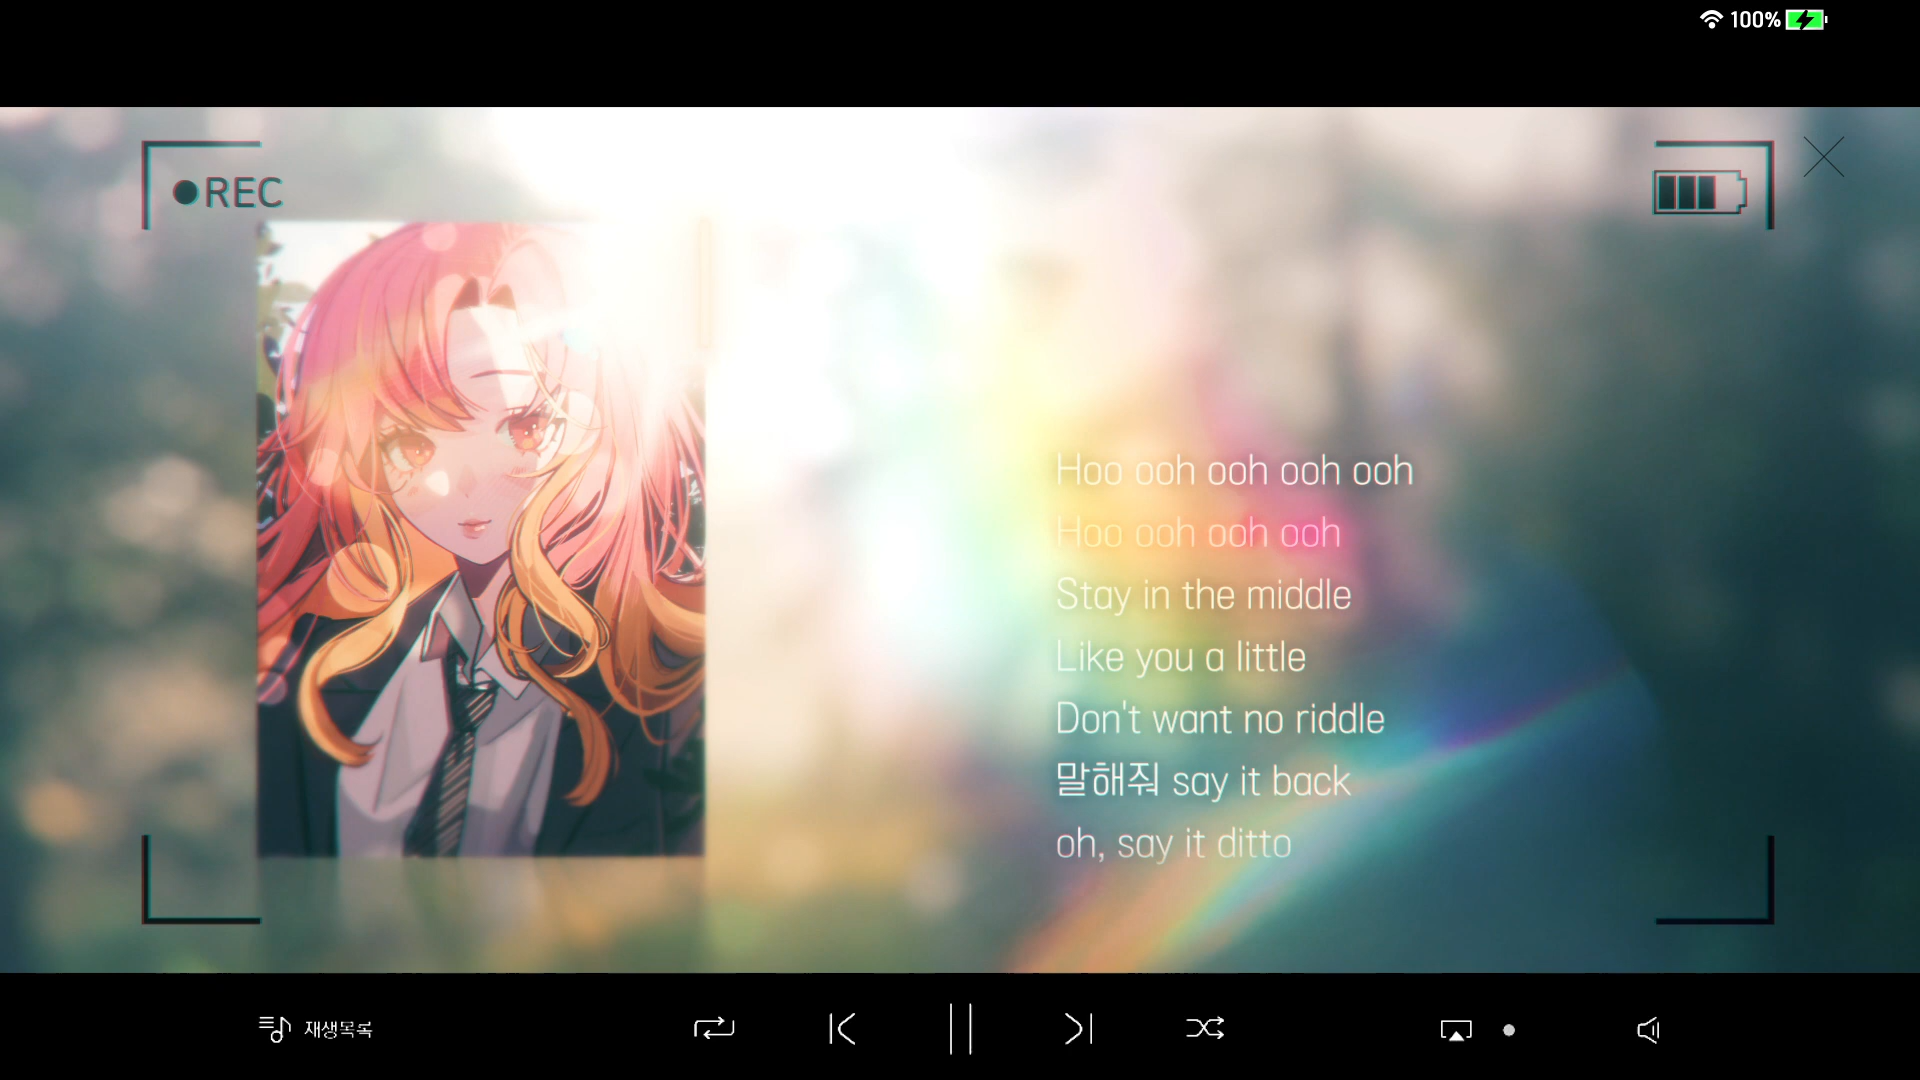 100%
REC
Hoo ooh ooh ooh ooh
Hoo ooh ooh ooh
Stay in the middle
Like you a little
Don't want no riddle
말해줘 say it back
oh, say it ditto
재생목록